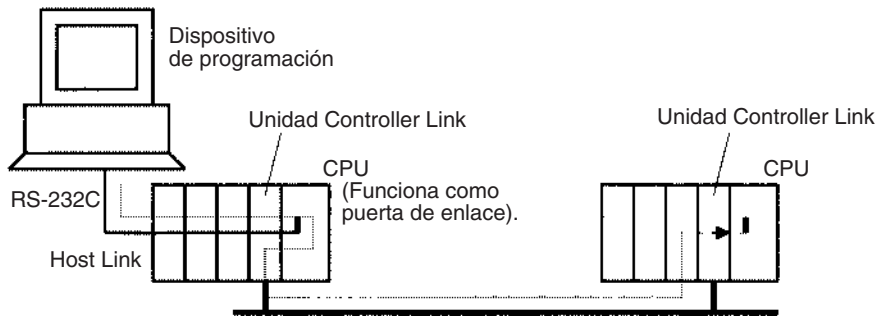 Dispositivo
de programación
Unidad Controller Link
Unidad Controller Link
CPU
(Funciona como
puerta de enlace).
CPU
RS-232C
Host Link